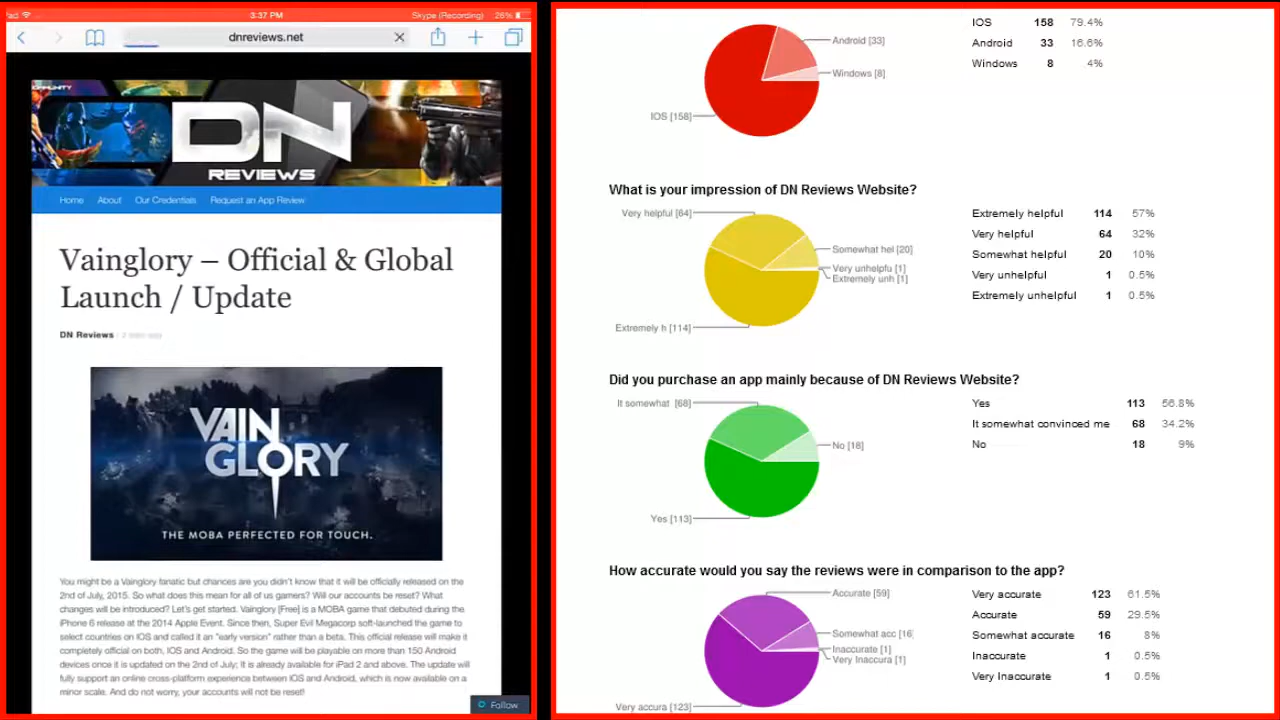 3:37 PM
Skype (Recording)
26%
dnreviews.net
DN
REVIEWS
Home About Our Credentials Request an App Review
Vainglory – Official & Global
Launch / Update
DN Reviews
VAIN
GLORY
THE MOBA PERFECTED FOR TOUCH.
You might be a Vainglory fanatic but chances are you didn't know that it will be officially released on the
2nd of July, 2015. So what does this mean for all of us gamers? Will our accounts be reset? What
changes will be introduced? Let's get started. Vainglory [Free] is a MOBA game that debuted during the
iPhone 6 release at the 2014 Apple Event. Since then, Super Evil Megacorp soft-launched the game to
select countries on IOS and called it an "early version" rather than a beta. This official release will make it
completely official on both, IOS and Android. So the game will be playable on more than 150 Android
devices once it is updated on the 2nd of July; It is already available for iPad 2 and above. The update will
fully support an online cross-platform experience between IOS and Android, which is now available on a
minor scale. And do not worry, your accounts will not be reset!
Follow
Android [33]
Windows [8]
IOS [158]
IOS 158 79.4%
Android 33 16.6%
Windows 8 4%
What is your impression of DN Reviews Website?
Very helpful [64]
Somewhat hel [20]
Very unhelpfu [1]
Extremely unh [1]
Extremely h [114]
Extremely helpful 114 57%
Very helpful 64 32%
Somewhat helpful 20 10%
Very unhelpful 1 0.5%
Extremely unhelpful 1 0.5%
Did you purchase an app mainly because of DN Reviews Website?
It somewhat [68]
No [18]
Yes [113]
Yes 113 56.8%
It somewhat convinced me 68 34.2%
No 18 9%
How accurate would you say the reviews were in comparison to the app?
Accurate [59]
Somewhat acc [16]
Inaccurate [1]
Very Inaccura [1]
Very accura [123]
Very accurate 123 61.5%
Accurate 59 29.5%
Somewhat accurate 16 8%
Inaccurate 1 0.5%
Very Inaccurate 1 0.5%